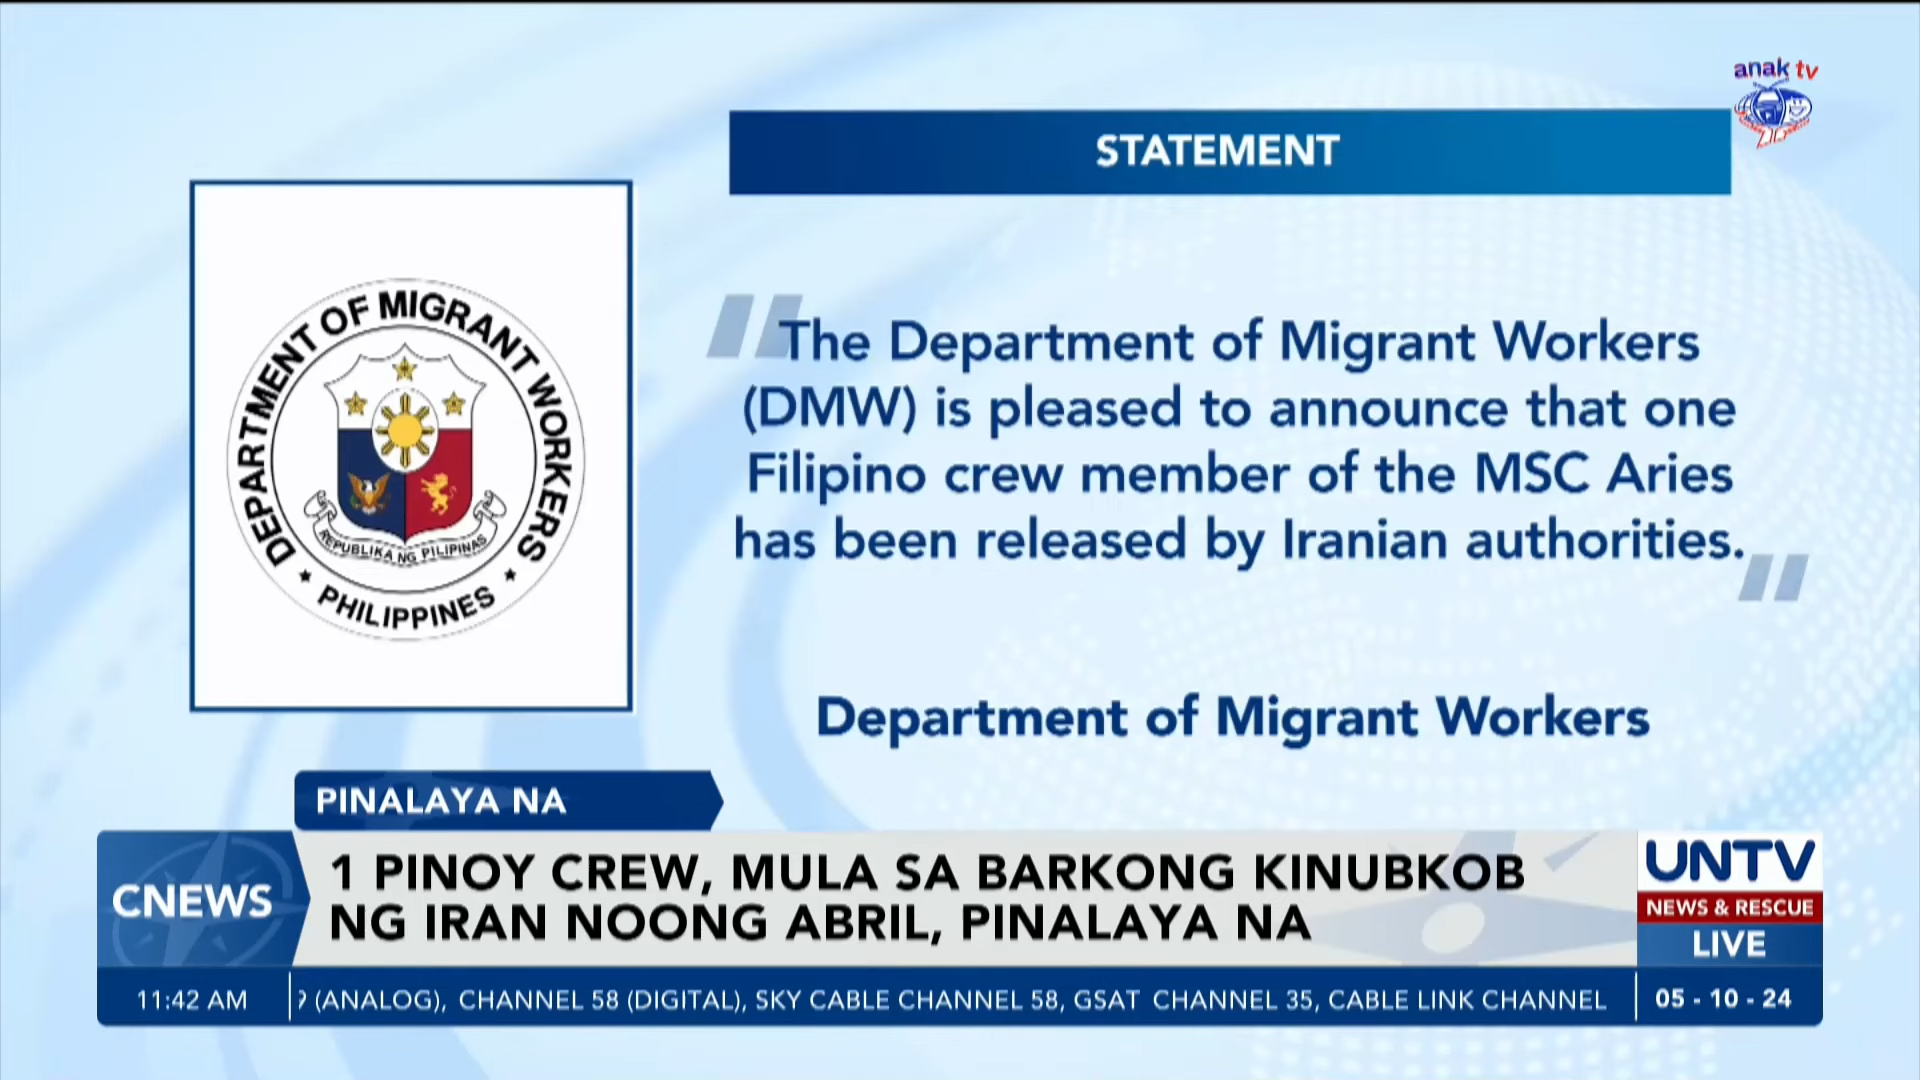 anak tv
STATEMENT
DEPARTMENT OF MIGRANT WORKERS
REPUBLIKA NG PILIPINAS
PHILIPPINES
"The Department of Migrant Workers
(DMW) is pleased to announce that one
Filipino crew member of the MSC Aries
has been released by Iranian authorities."
Department of Migrant Workers
PINALAYA NA
CNEWS
1 PINOY CREW, MULA SA BARKONG KINUBKOB
NG IRAN NOONG ABRIL, PINALAYA NA
UNTV
NEWS & RESCUE
LIVE
11:42 AM
(ANALOG), CHANNEL 58 (DIGITAL), SKY CABLE CHANNEL 58, GSAT CHANNEL 35, CABLE LINK CHANNEL
05 - 10 - 24